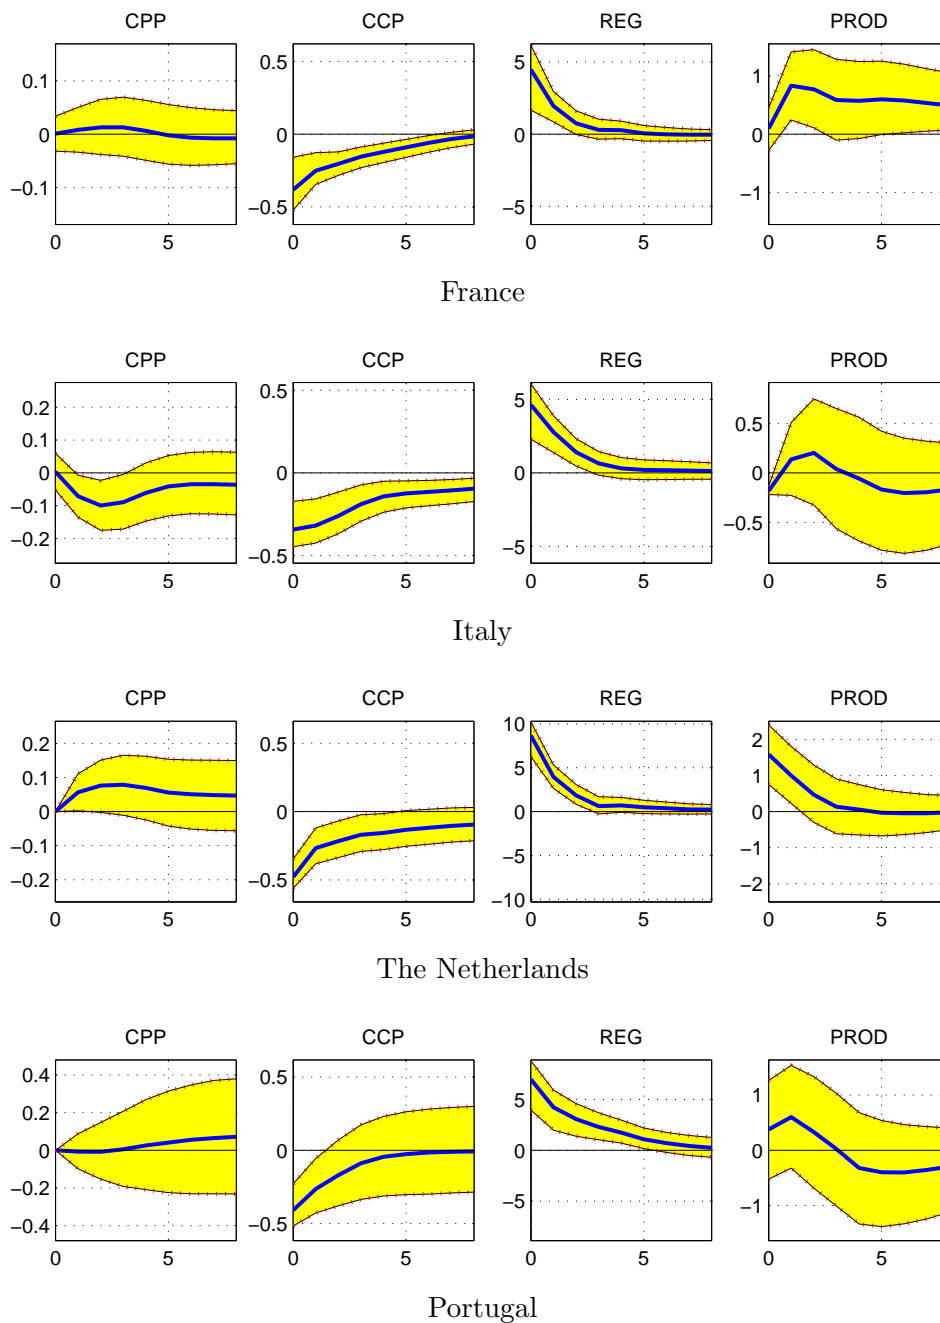 CPP CCP REG PROD
0.1 0.5 5 1
0 0 0 0
−0.1 −0.5 −5 −1
0 5 0 5 0 5 0 5
France
CPP CCP REG PROD
0.2 0.5 5 0.5
0.1
0 0 0 0
−0.1
−0.2 −0.5 −5 −0.5
0 5 0 5 0 5 0 5
Italy
CPP CCP REG PROD
0.2 0.5 10 2
0.1 5 1
0 0 0 0
−0.1 −5 −1
−0.2 −0.5 −10 −2
0 5 0 5 0 5 0 5
The Netherlands
CPP CCP REG PROD
0.4 0.5 5 1
0.2
0 0 0 0
−0.2
−0.4 −0.5 −5 −1
0 5 0 5 0 5 0 5
Portugal